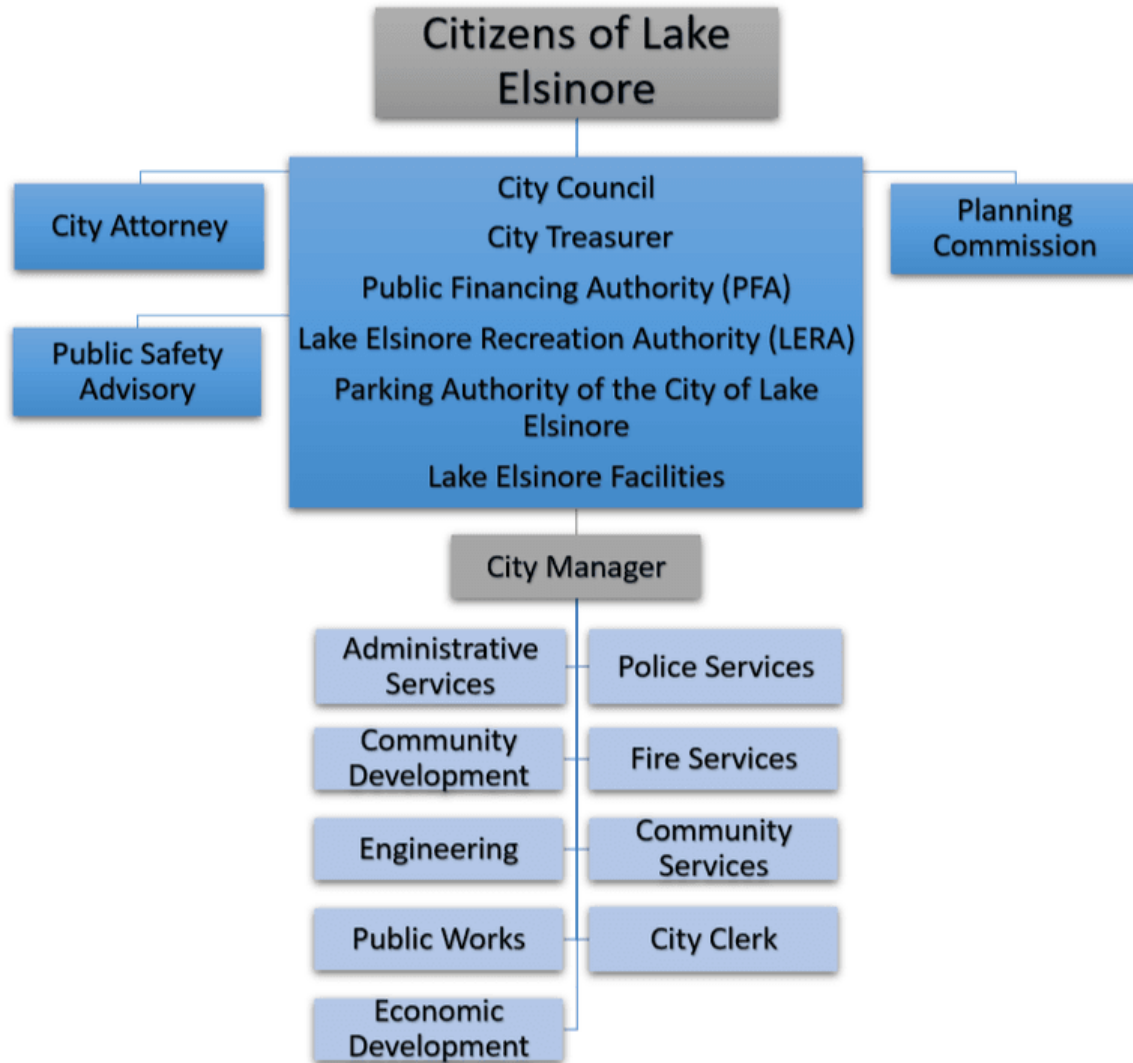 Citizens of Lake
Elsinore
City Attorney
Public Safety
Advisory
City Council
City Treasurer
Public Financing Authority (PFA)
Lake Elsinore Recreation Authority (LERA)
Parking Authority of the City of Lake
Elsinore
Lake Elsinore Facilities
Planning
Commission
City Manager
Administrative
Services
Police Services
Community
Development
Fire Services
Engineering
Community
Services
Public Works
City Clerk
Economic
Development